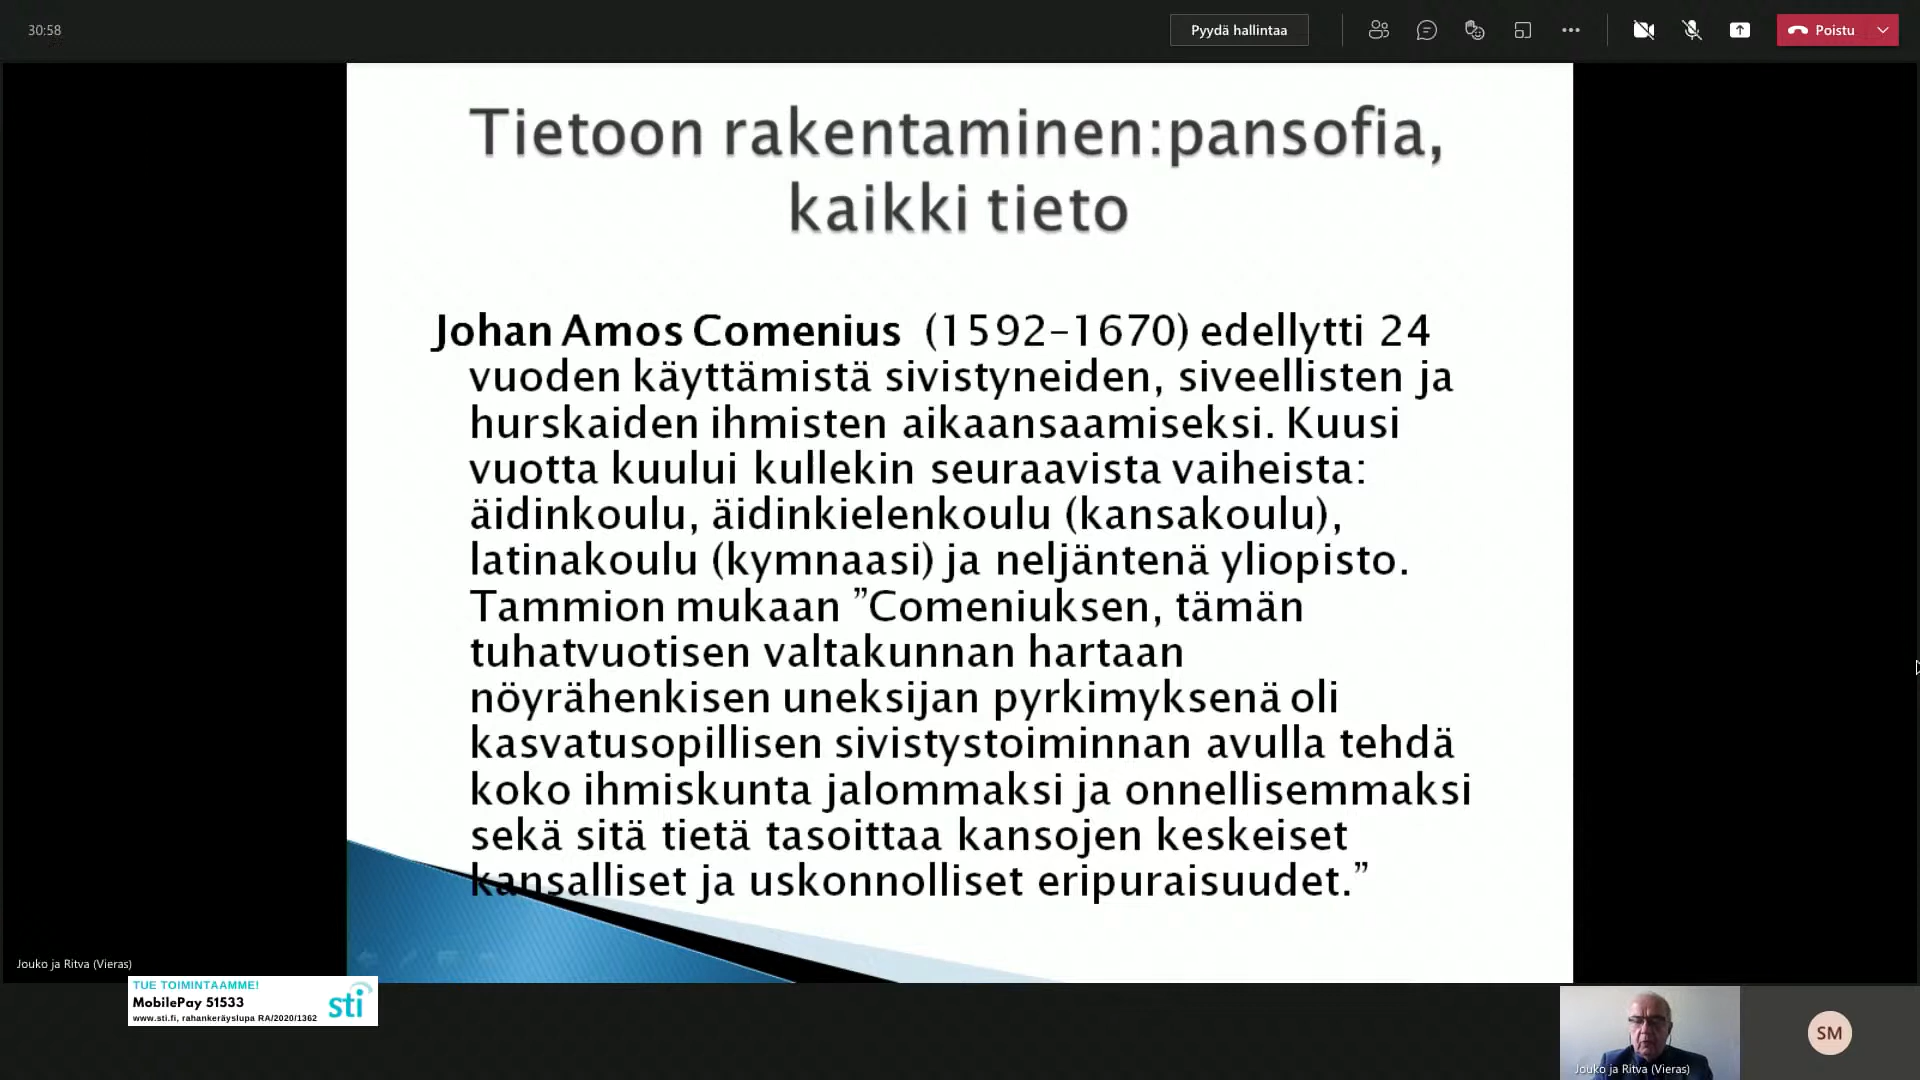 30:58
Pyydä hallintaa
Poistu
Tietoon rakentaminen:pansofia,
kaikki tieto
Johan Amos Comenius (1592–1670) edellytti 24
vuoden käyttämistä sivistyneiden, siveellisten ja
hurskaiden ihmisten aikaansaamiseksi. Kuusi
vuotta kuului kullekin seuraavista vaiheista:
äidinkoulu, äidinkielenkoulu (kansakoulu),
latinakoulu (kymnaasi) ja neljäntenä yliopisto.
Tammion mukaan ”Comeniuksen, tämän
tuhatvuotisen valtakunnan hartaan
nöyrähenkisen uneksijan pyrkimyksenä oli
kasvatusopillisen sivistystoiminnan avulla tehdä
koko ihmiskunta jalommaksi ja onnellisemmaksi
sekä sitä tietä tasoittaa kansojen keskeiset
kansalliset ja uskonnolliset eripuraisuudet.”
Jouko ja Ritva (Vieras)
TUE TOIMINTAAMME!
MobilePay 51533
www.sti.fi, rahankeräyslupa RA/2020/1362
sti
Jouko ja Ritva (Vieras)
SM